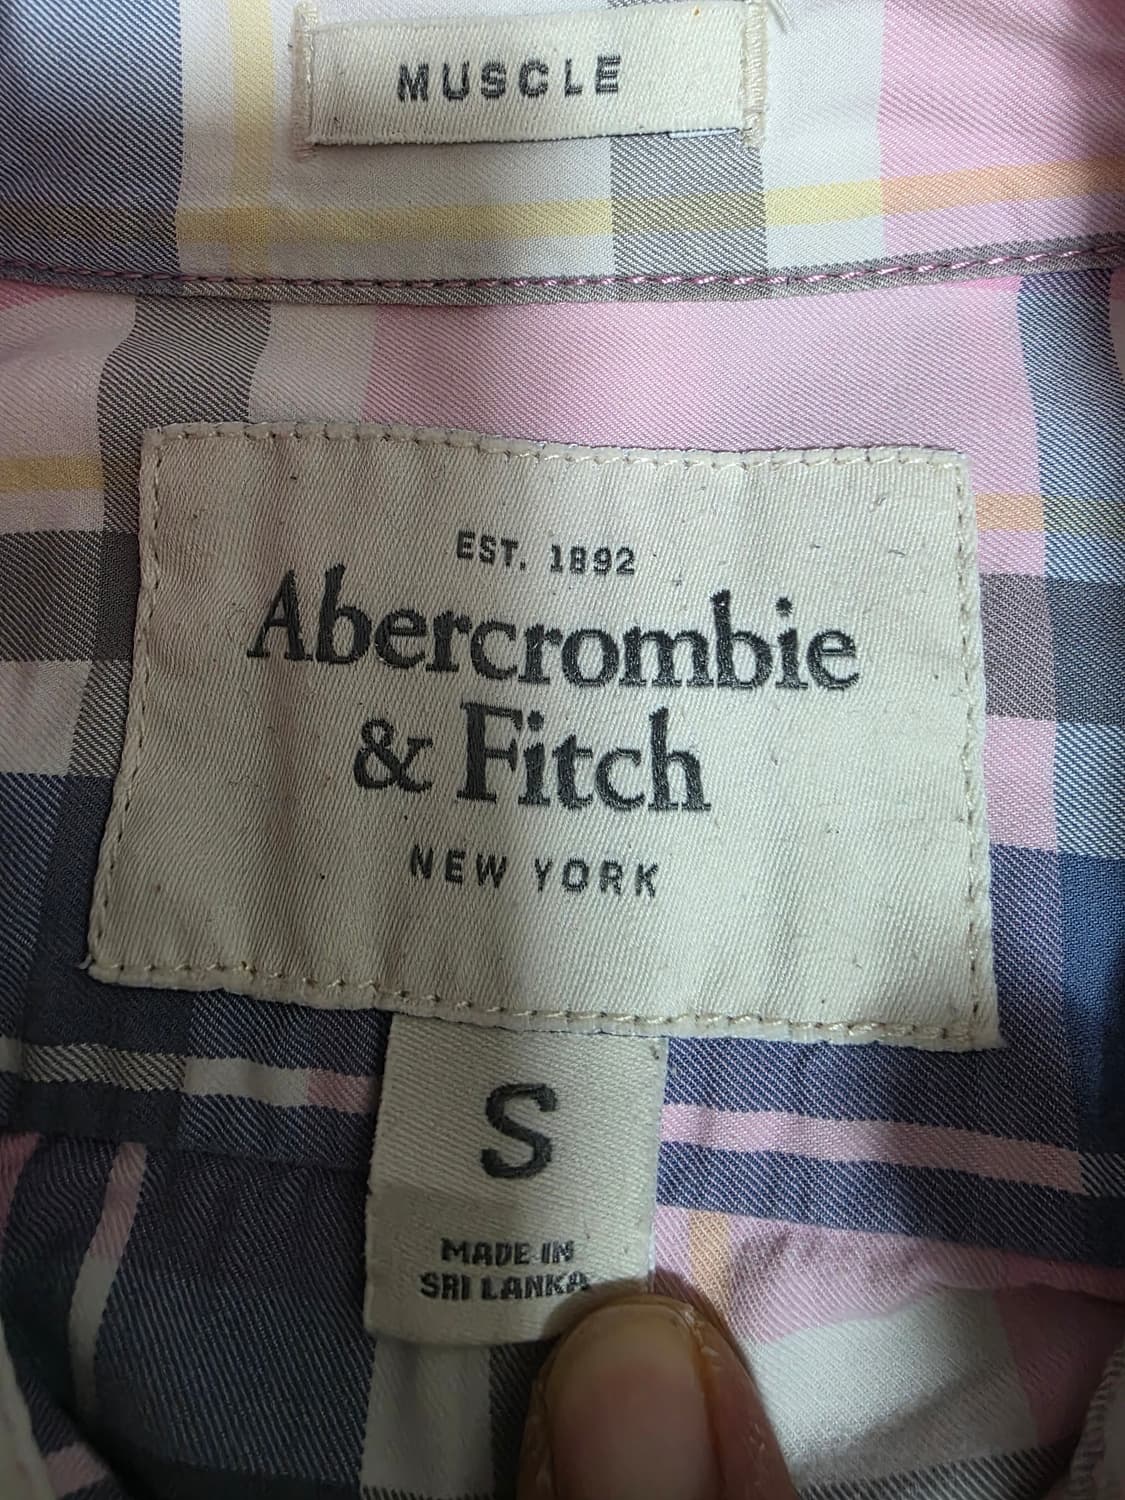 MUSCLE
EST. 1892
Abercrombie
& Fitch
NEW YORK
S
MADE IN
SRI LANKA